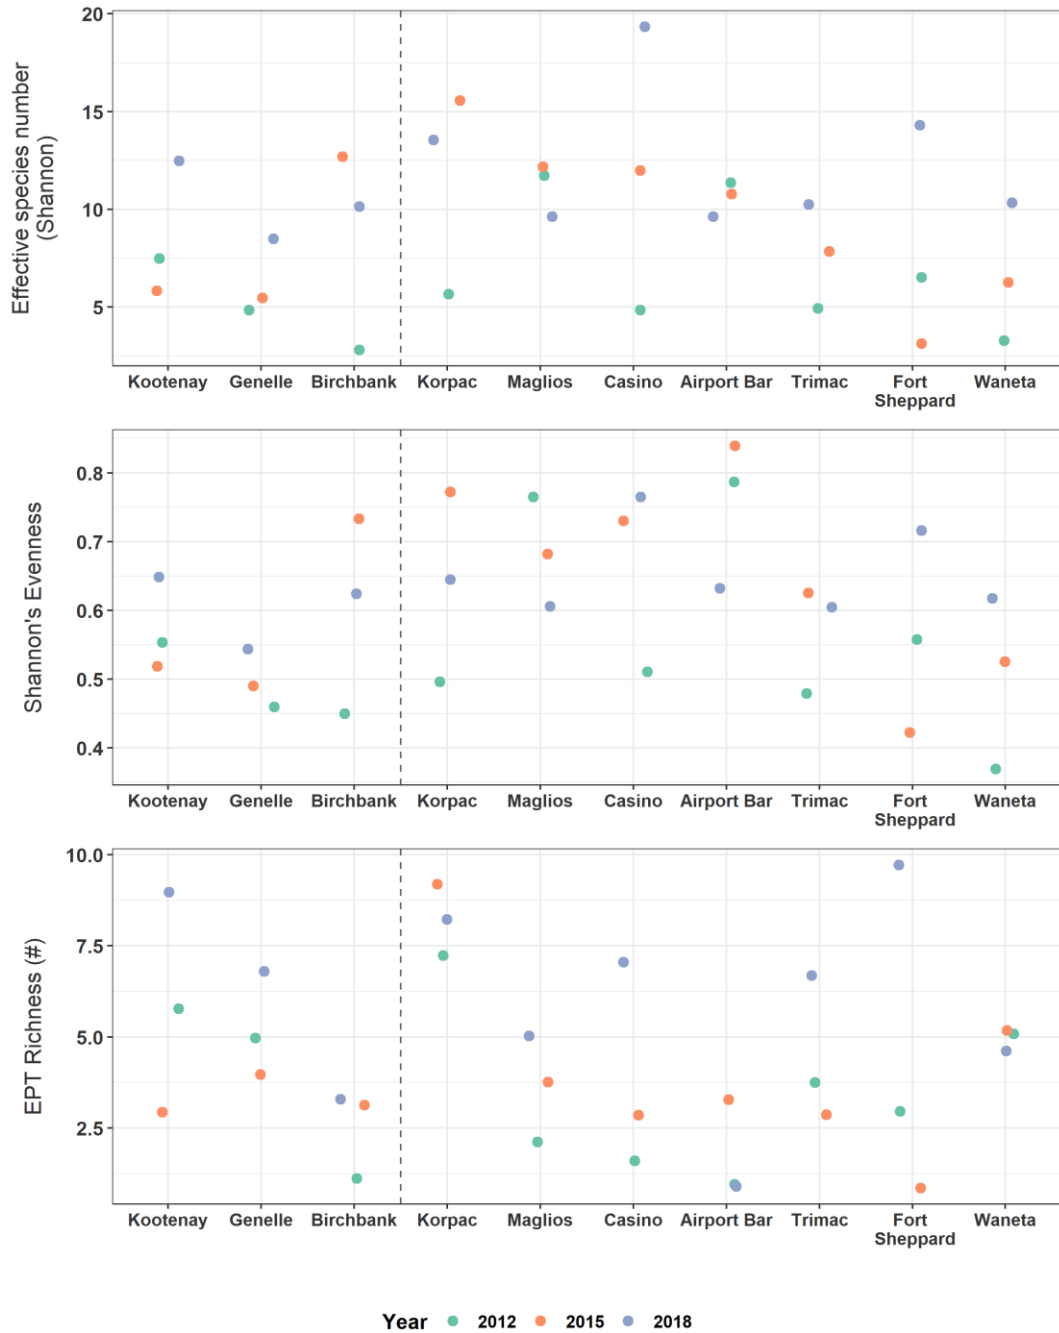 Effective species number
(Shannon)
20
15
10
5
Kootenay Genelle Birchbank Korpac Maglios Casino Airport Bar Trimac Fort Waneta
Sheppard
Shannon's Evenness
0.8
0.7
0.6
0.5
0.4
Kootenay Genelle Birchbank Korpac Maglios Casino Airport Bar Trimac Fort Waneta
Sheppard
EPT Richness (#)
10.0
7.5
5.0
2.5
Kootenay Genelle Birchbank Korpac Maglios Casino Airport Bar Trimac Fort Waneta
Sheppard
Year 2012 2015 2018